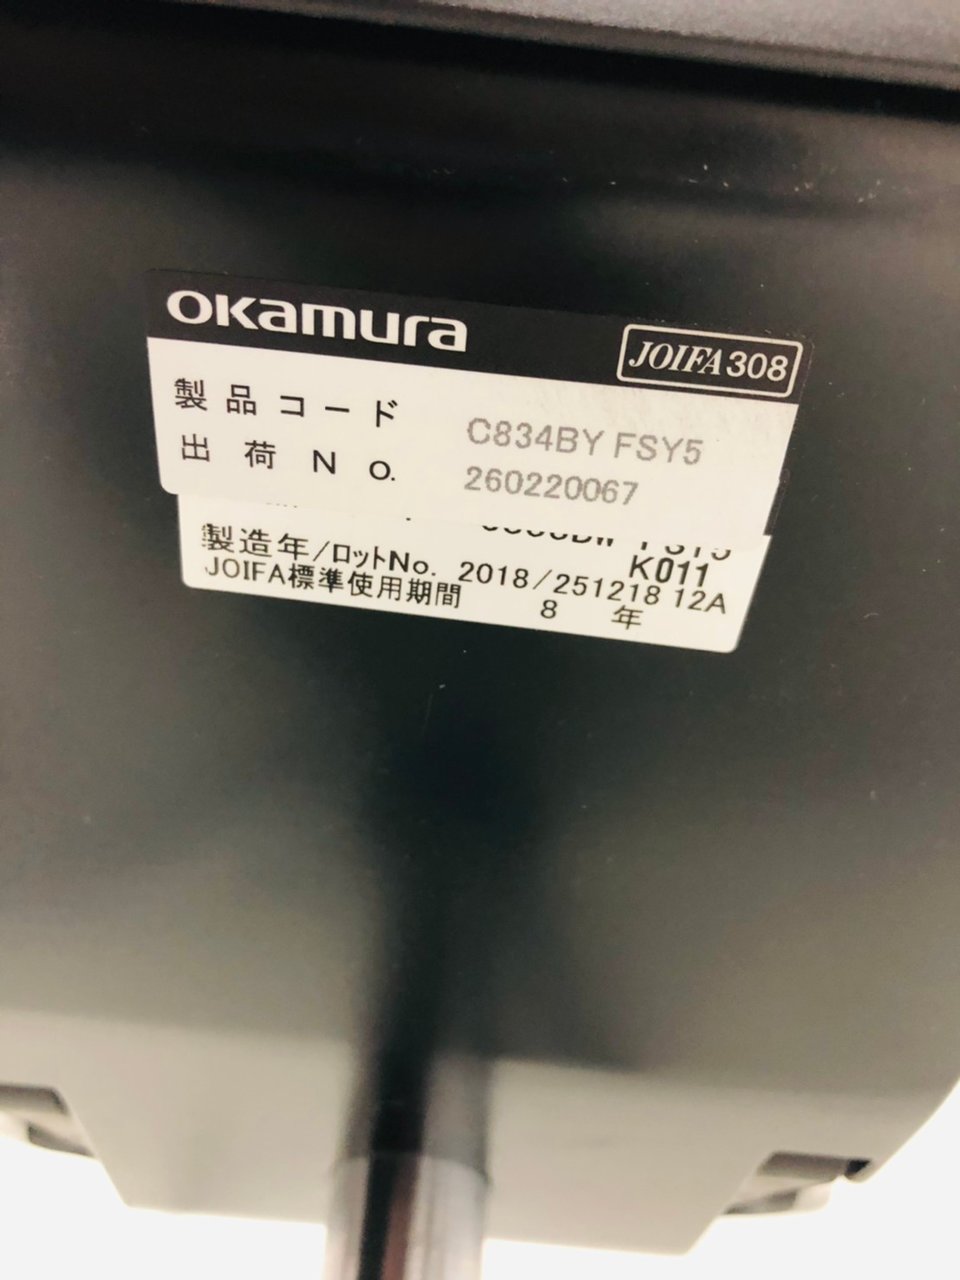 OKamura
JOIFA308
製品コード C834BY FSY5
出荷NO. 260220067
K011
製造年/ロットNo. 2018/251218 12A
JOIFA標準使用期間 8 年